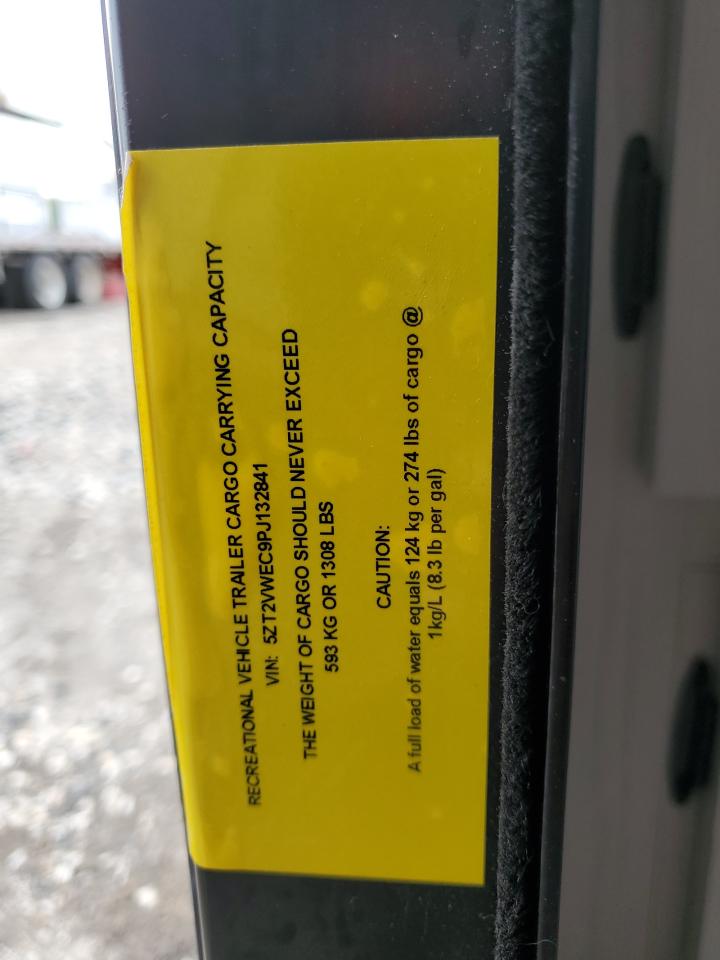 RECREATIONAL VEHICLE TRAILER CARGO CARRYING CAPACITY
VIN: 5ZT2VWEC9PJ132841
THE WEIGHT OF CARGO SHOULD NEVER EXCEED
593 KG OR 1308 LBS
CAUTION:
A full load of water equals 124 kg or 274 lbs of cargo @
1kg/L (8.3 lb per gal)